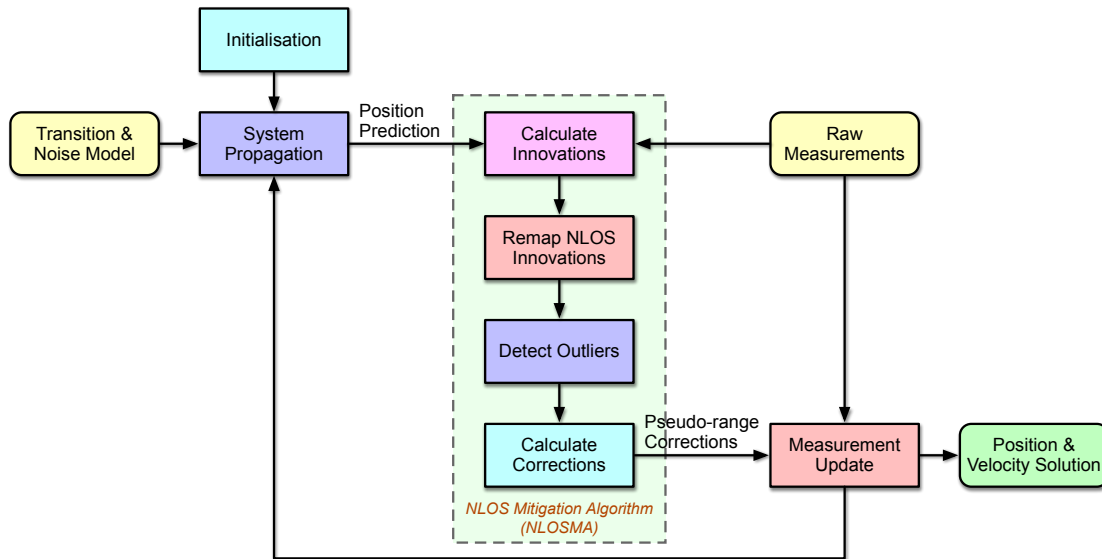 Initialisation
Transition &
Noise Model
System
Propagation
Position
Prediction
Calculate
Innovations
Raw
Measurements
Remap NLOS
Innovations
Detect Outliers
Calculate
Corrections
Pseudo-range
Corrections
Measurement
Update
Position &
Velocity Solution
NLOS Mitigation Algorithm
(NLOSMA)